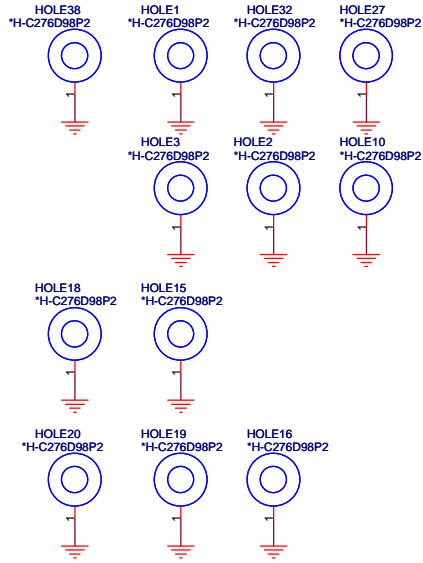 HOLE38 HOLE1 HOLE32 HOLE27
*H-C276D98P2 *H-C276D98P2 *H-C276D98P2 *H-C276D98P2
1 1 1 1
HOLE3 HOLE2 HOLE10
*H-C276D98P2 *H-C276D98P2 *H-C276D98P2
1 1 1
HOLE18 HOLE15
*H-C276D98P2 *H-C276D98P2
1 1
HOLE20 HOLE19 HOLE16
*H-C276D98P2 *H-C276D98P2 *H-C276D98P2
1 1 1